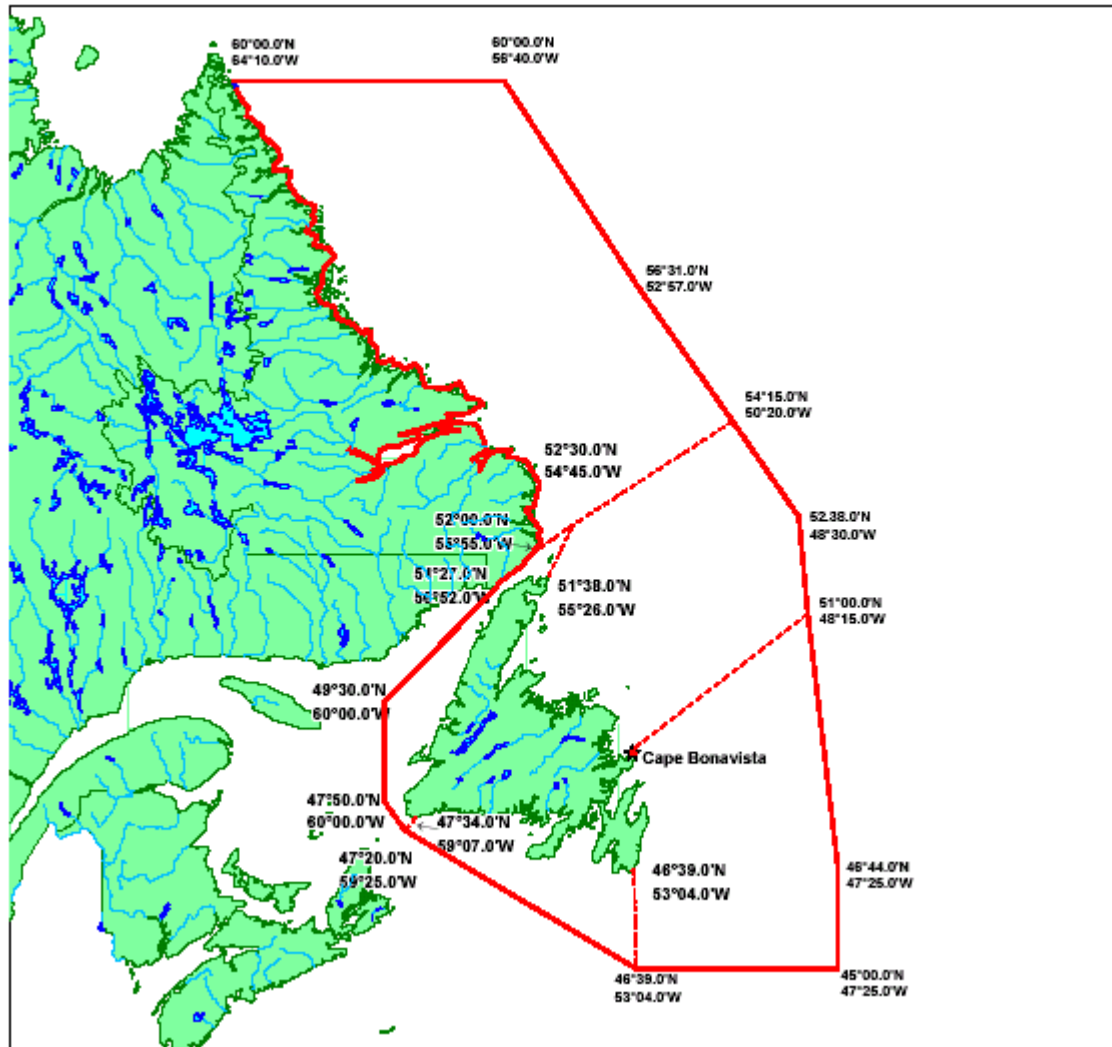 60°00.0'N
64°10.0'W
60°00.0'N
56°40.0'W
56°31.0'N
52°57.0'W
54°15.0'N
50°20.0'W
52°30.0'N
54°45.0'W
52°00.0'N
55°55.0'W
52.38.0'N
48°30.0'W
51°27.0'N
56°52.0'W
51°38.0'N
55°26.0'W
51°00.0'N
48°15.0'W
49°30.0'N
60°00.0'W
Cape Bonavista
47°50.0'N
60°00.0'W
47°34.0'N
59°07.0'W
47°20.0'N
59°25.0'W
46°39.0'N
53°04.0'W
46°44.0'N
47°25.0'W
46°39.0'N
53°04.0'W
45°00.0'N
47°25.0'W